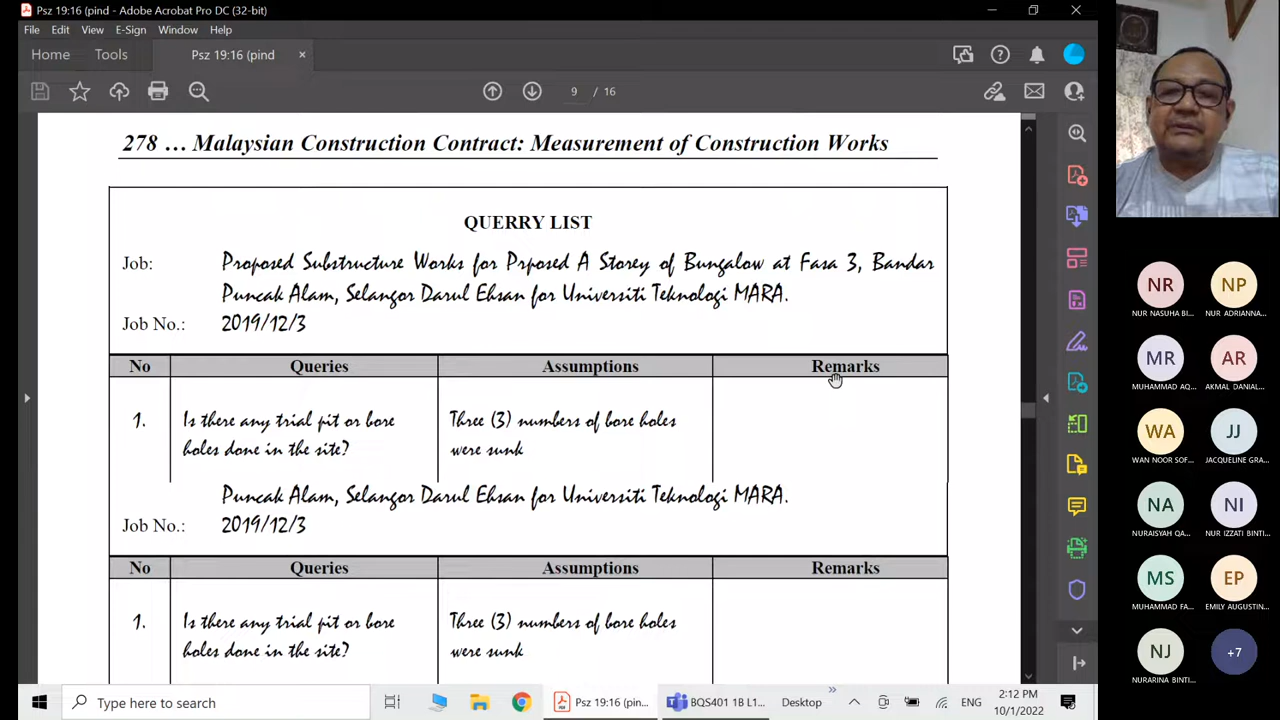 Psz 19:16 (pind - Adobe Acrobat Pro DC (32-bit)
File Edit View E-Sign Window Help
Home Tools Psz 19:16 (pind ×
9 / 16
278 … Malaysian Construction Contract: Measurement of Construction Works
QUERRY LIST
Job: Proposed Substructure Works for Prposed A Storey of Bungalow at Fasa 3, Bandar
Puncak Alam, Selangor Darul Ehsan for Universiti Teknologi MARA.
Job No.: 2019/12/3
No Queries Assumptions Remarks
1. Is there any trial pit or bore Three (3) numbers of bore holes
holes done in the site? were sunk
Puncak Alam, Selangor Darul Ehsan for Universiti Teknologi MARA.
Job No.: 2019/12/3
No Queries Assumptions Remarks
1. Is there any trial pit or bore Three (3) numbers of bore holes
holes done in the site? were sunk
NR NP
NUR NASUHA BI... NUR ADRIANNA...
MR AR
MUHAMMAD AQ... AKMAL DANIAL...
WA JJ
WAN NOOR SOF... JACQUELINE GRA...
NA NI
NURAISYAH QA... NUR IZZATI BINTI...
MS EP
MUHAMMAD FA... EMILY AUGUSTIN...
NJ +7
NURARINA BINTI...
Type here to search
Psz 19:16 (pin... BQS401 1B L1... Desktop
ENG
2:12 PM
10/1/2022